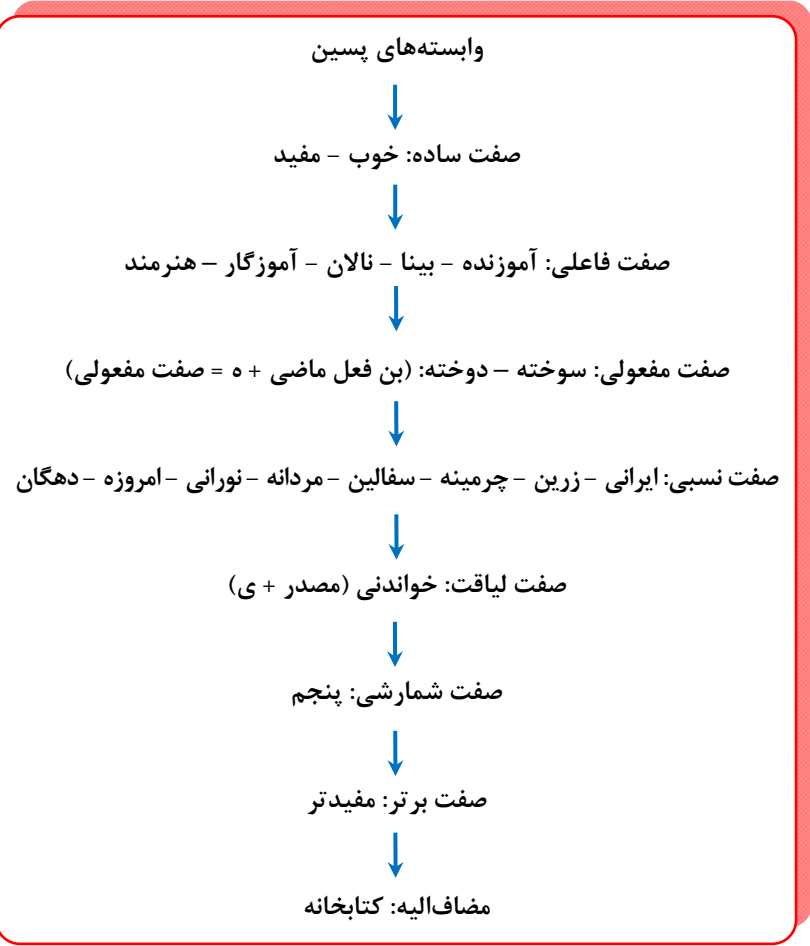 وابسته‌های پسین
صفت ساده: خوب - مفید
صفت فاعلی: آموزنده - بینا - نالان - آموزگار – هنرمند
صفت مفعولی: سوخته – دوخته: (بن فعل ماضی + ه = صفت مفعولی)
صفت نسبی: ایرانی - زرین - چرمینه - سفالین - مردانه - نورانی - امروزه - دهگان
صفت لیاقت: خواندنی (مصدر + ی)
صفت شمارشی: پنجم
صفت برتر: مفیدتر
مضاف‌الیه: کتابخانه